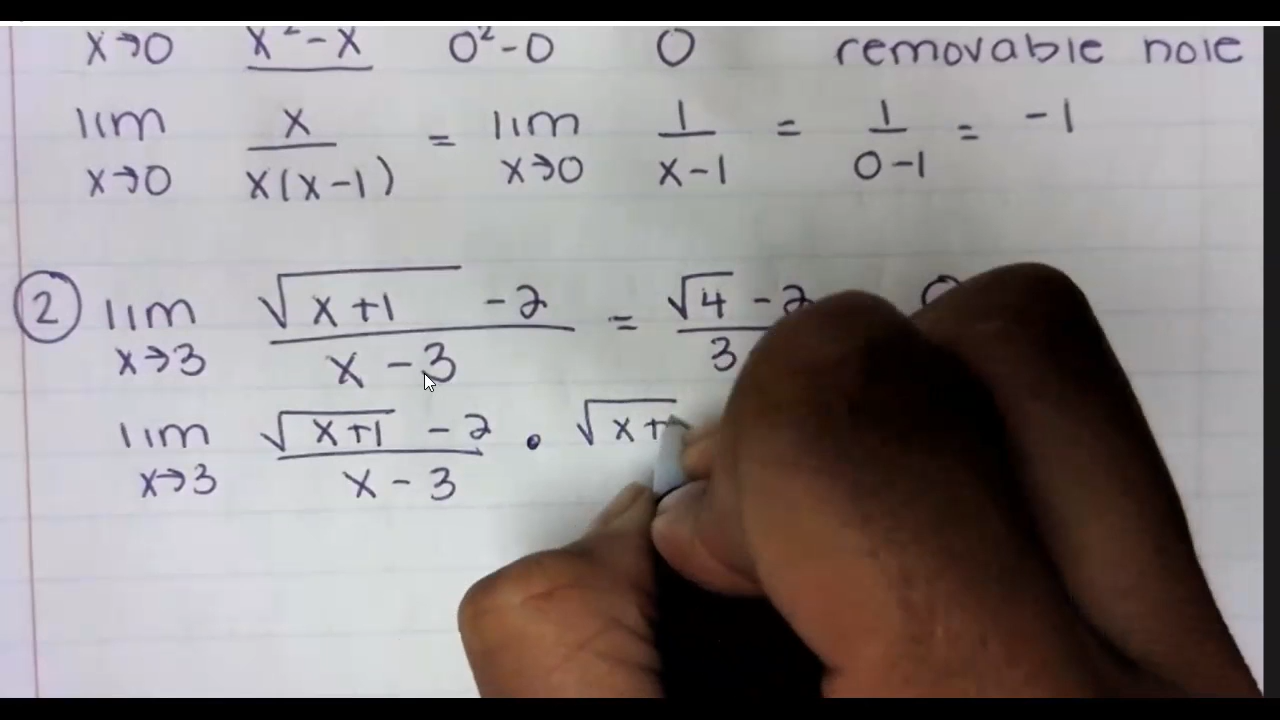 x→0 x²-x 0²-0 0 removable hole
lim x = lim 1 = 1 = -1
x→0 x(x-1) x→0 x-1 0-1
② lim √x+1 -2 = √4 -2
x→3 x-3 3
lim √x+1 -2 • √x+
x→3 x-3